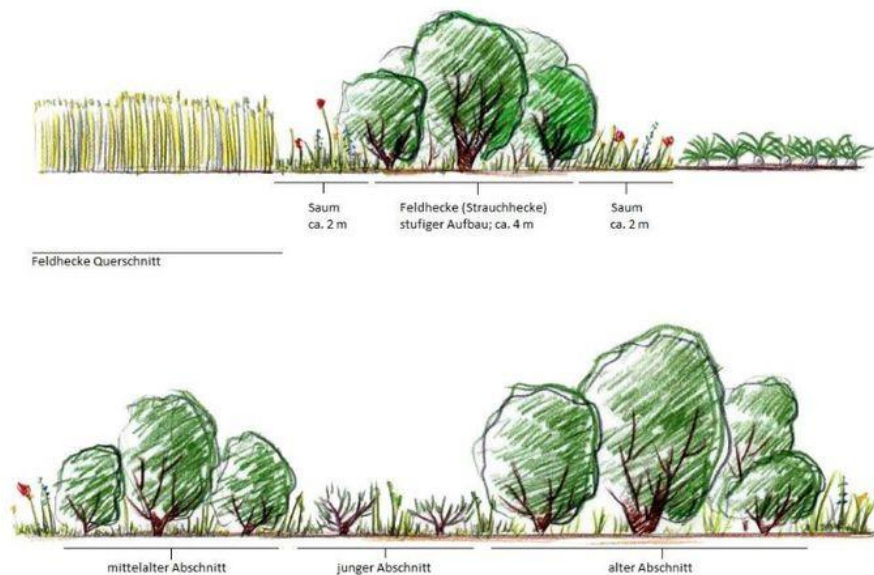 Saum
ca. 2 m
Feldhecke (Strauchhecke)
stufiger Aufbau; ca. 4 m
Saum
ca. 2 m
Feldhecke Querschnitt
mittelalter Abschnitt
junger Abschnitt
alter Abschnitt